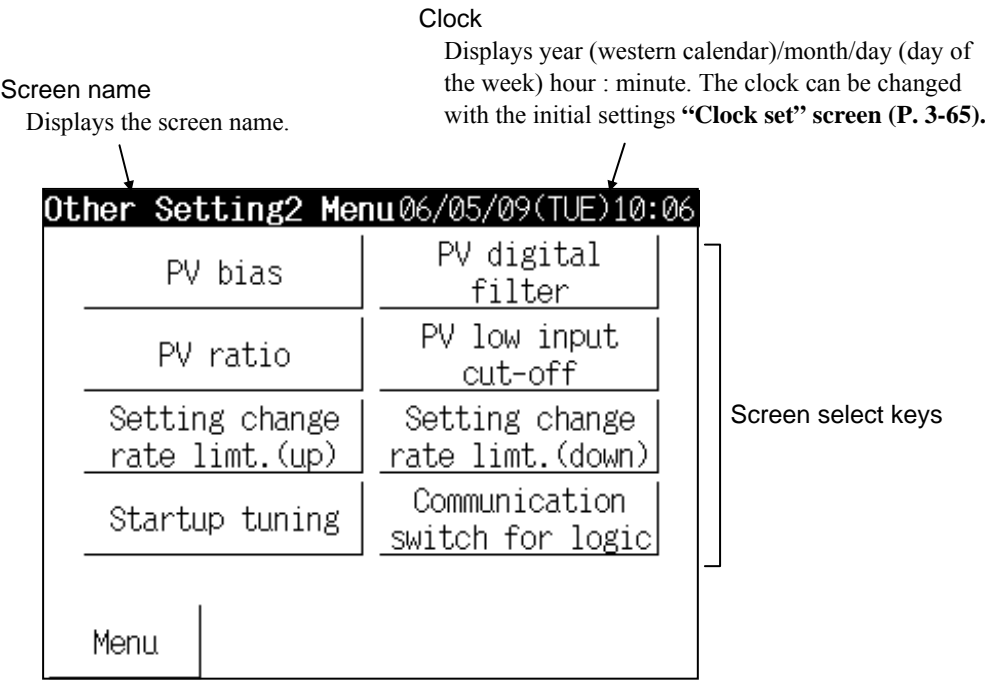 Clock
Displays year (western calendar)/month/day (day of
the week) hour : minute. The clock can be changed
with the initial settings “Clock set” screen (P. 3-65).
Screen name
Displays the screen name.
Other Setting2 Menu 06/05/09(TUE)10:06
PV bias
PV digital
filter
PV ratio
PV low input
cut-off
Setting change
rate limt.(up)
Setting change
rate limt.(down)
Startup tuning
Communication
switch for logic
Screen select keys
Menu